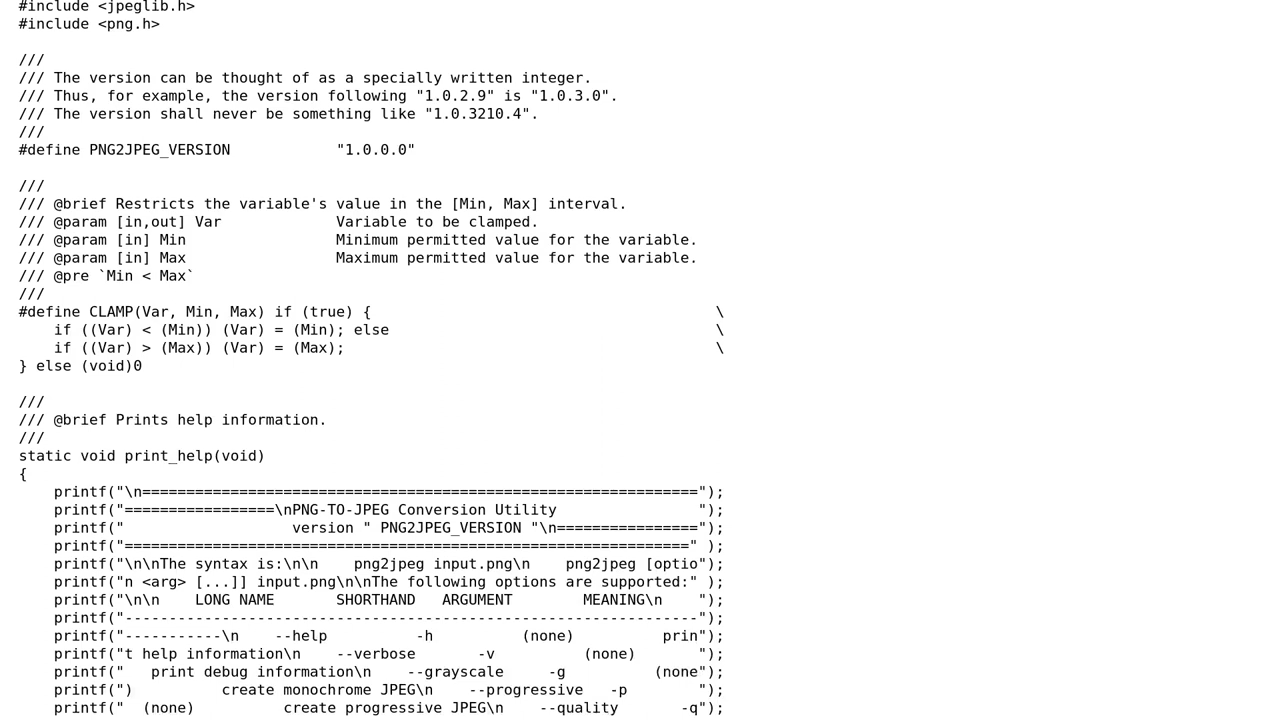 #include <jpeglib.h>
#include <png.h>

///
/// The version can be thought of as a specially written integer.
/// Thus, for example, the version following "1.0.2.9" is "1.0.3.0".
/// The version shall never be something like "1.0.3210.4".
///
#define PNG2JPEG_VERSION            "1.0.0.0"

///
/// @brief Restricts the variable's value in the [Min, Max] interval.
/// @param [in,out] Var             Variable to be clamped.
/// @param [in] Min                 Minimum permitted value for the variable.
/// @param [in] Max                 Maximum permitted value for the variable.
/// @pre `Min < Max`
///
#define CLAMP(Var, Min, Max) if (true) {                                       \
    if ((Var) < (Min)) (Var) = (Min); else                                     \
    if ((Var) > (Max)) (Var) = (Max);                                          \
} else (void)0

///
/// @brief Prints help information.
///
static void print_help(void)
{
    printf("\n===============================================================");
    printf("=================\nPNG-TO-JPEG Conversion Utility                ");
    printf("                   version " PNG2JPEG_VERSION "\n================");
    printf("================================================================" );
    printf("\n\nThe syntax is:\n\n    png2jpeg input.png\n    png2jpeg [optio");
    printf("n <arg> [...]] input.png\n\nThe following options are supported:" );
    printf("\n\n    LONG NAME       SHORTHAND   ARGUMENT        MEANING\n    ");
    printf("-----------------------------------------------------------------");
    printf("-----------\n    --help          -h          (none)          prin");
    printf("t help information\n    --verbose       -v          (none)       ");
    printf("   print debug information\n    --grayscale     -g          (none");
    printf(")          create monochrome JPEG\n    --progressive   -p        ");
    printf("  (none)          create progressive JPEG\n    --quality       -q");